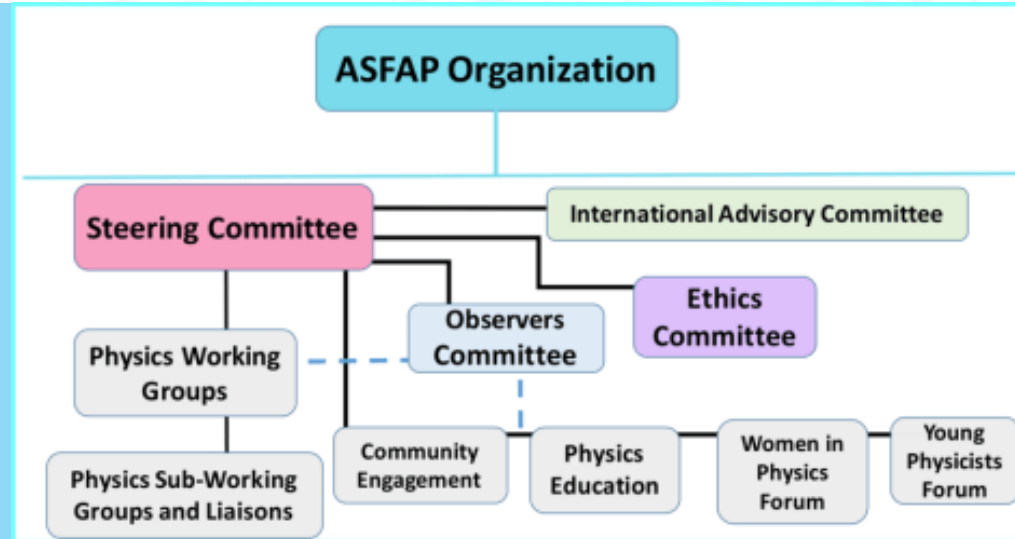 ASFAP Organization
Steering Committee
International Advisory Committee
Ethics
Committee
Observers
Committee
Physics Working
Groups
Physics Sub-Working
Groups and Liaisons
Community
Engagement
Physics
Education
Women in
Physics
Forum
Young
Physicists
Forum